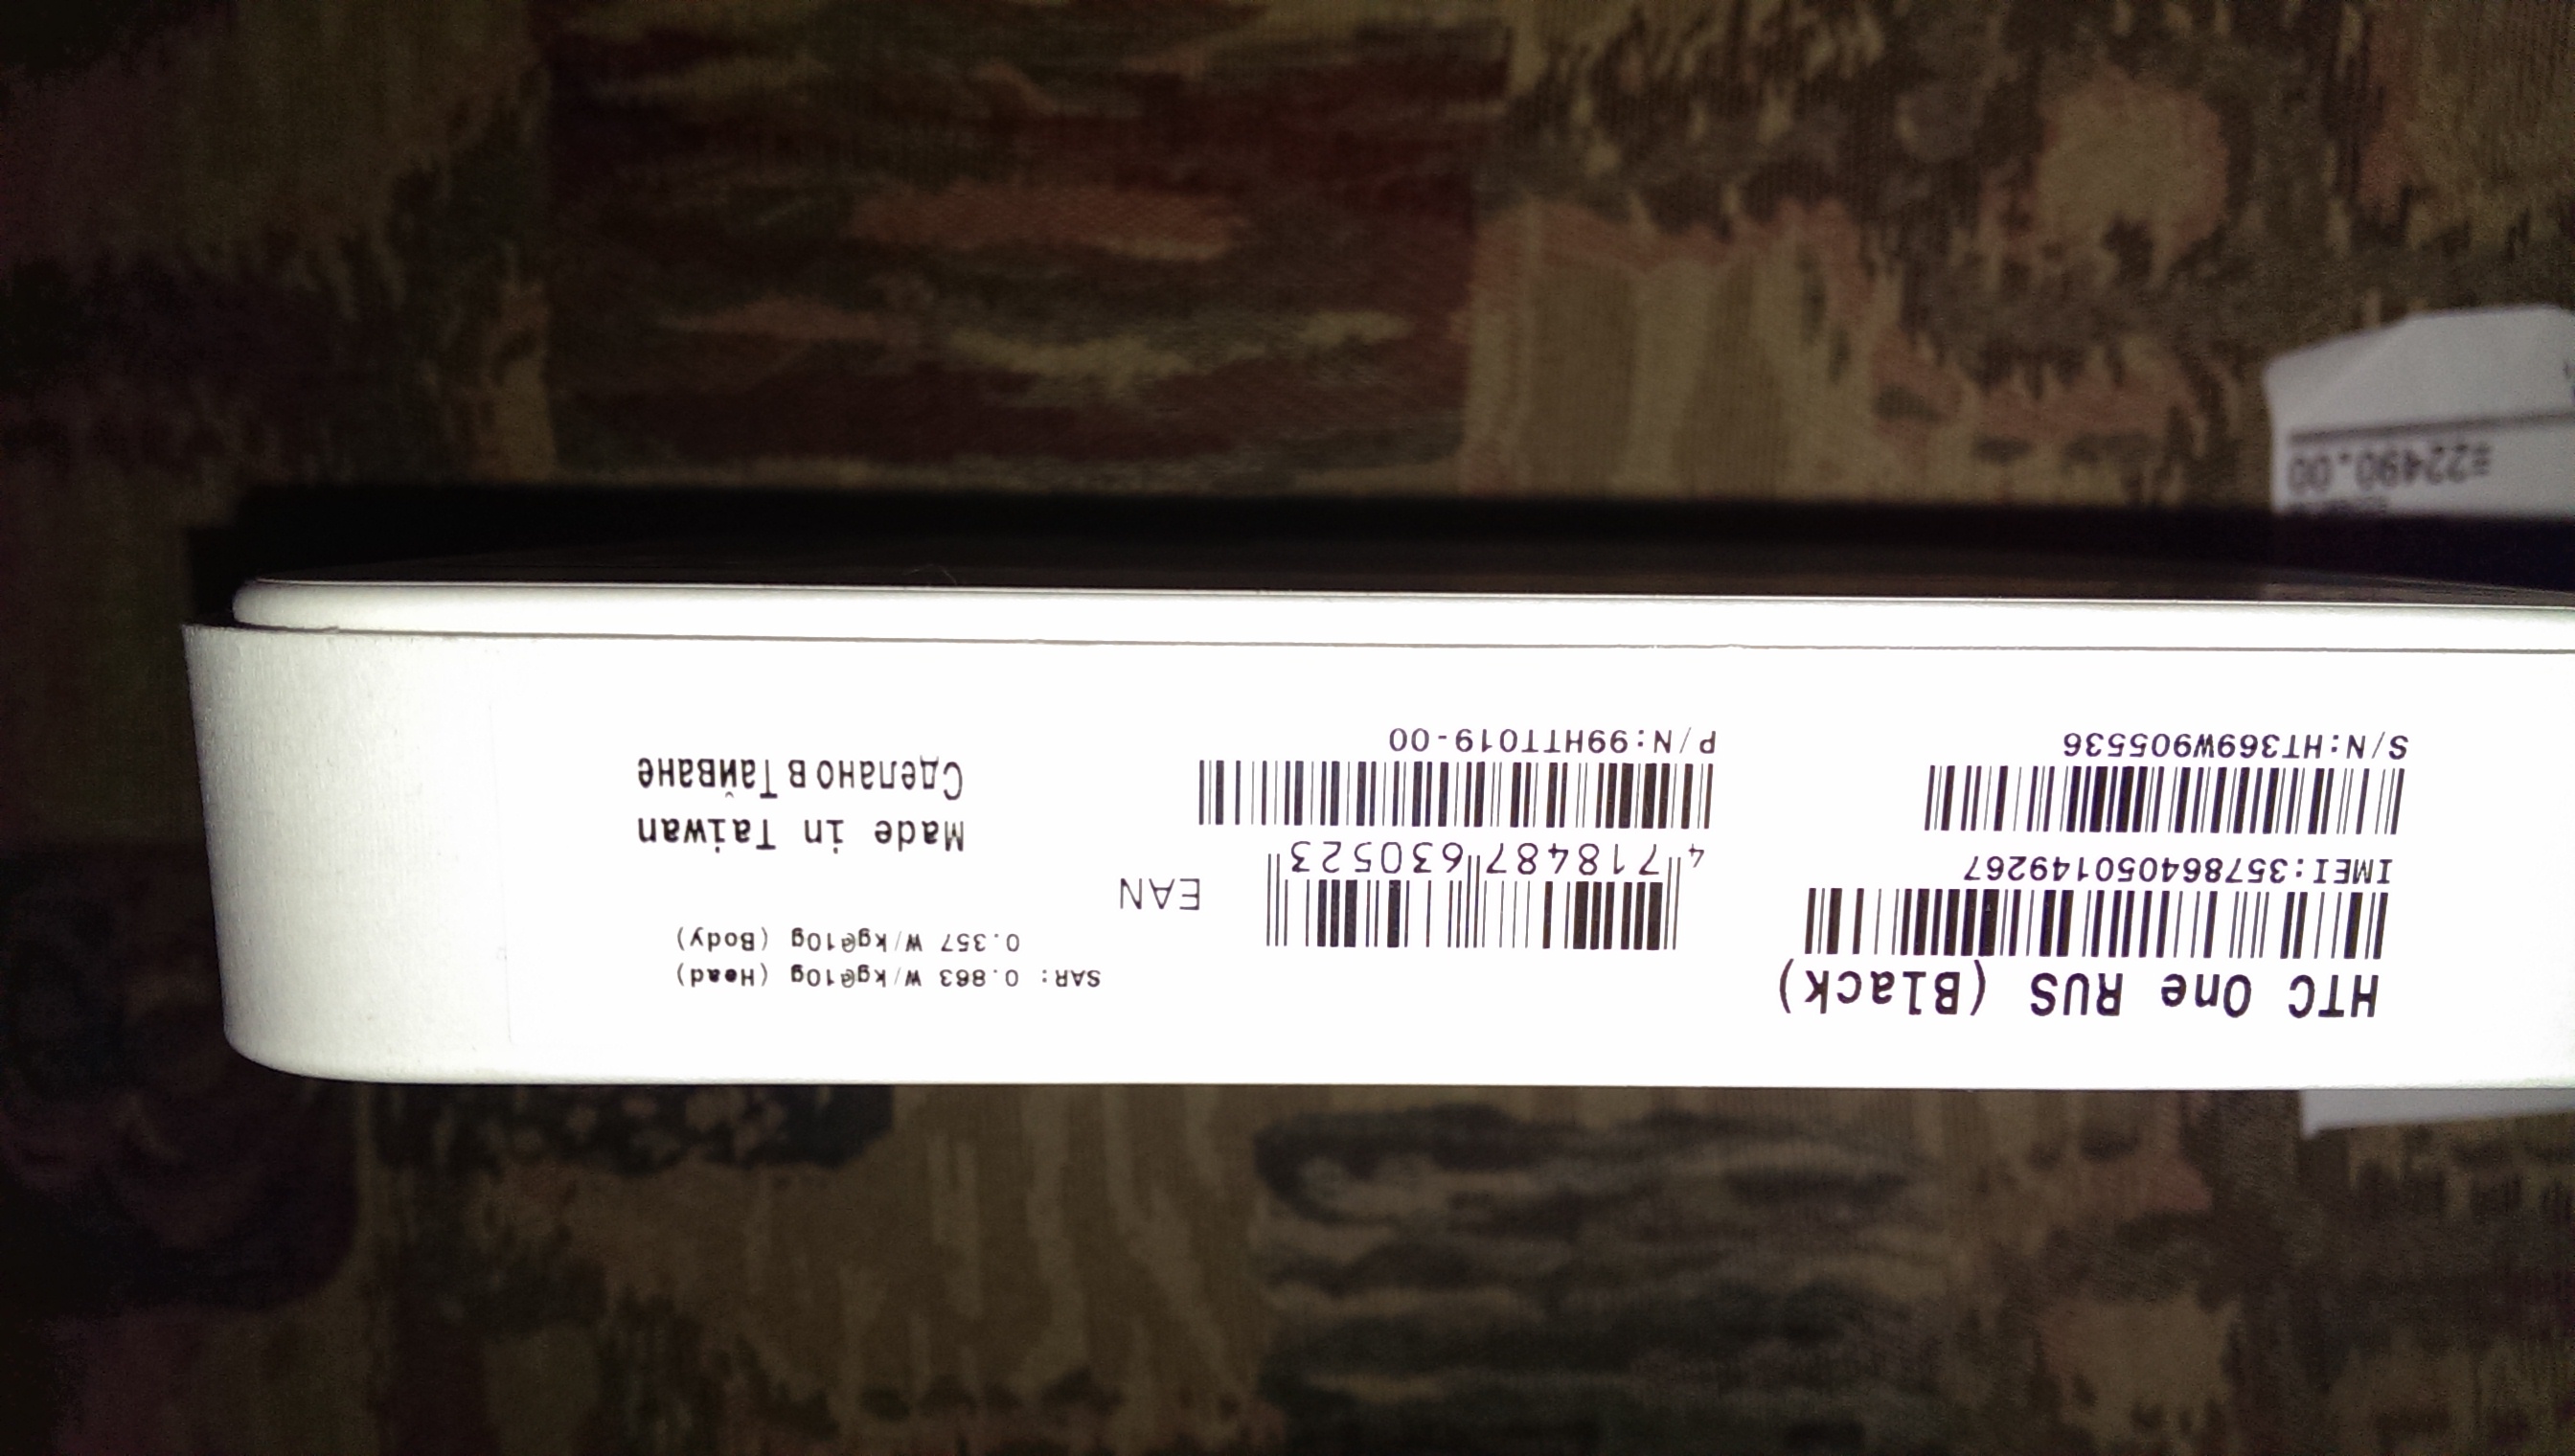 HTC One RUS (Black)
IMEI:357864050149267
S/N:HT369W905536
4 718487 630523
EAN
P/N:99HTT019-00
SAR: 0.863 W/kg@10g (Head)
0.357 W/kg@10g (Body)
Made in Taiwan
Сделано в Тайване
=22490.00